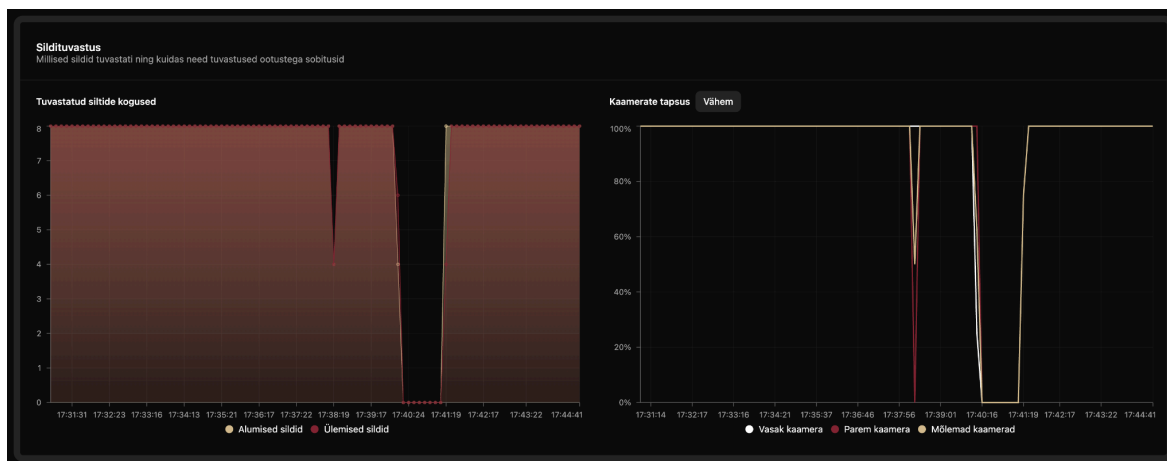 Sildituvastus
Millised sildid tuvastati ning kuidas need tuvastused ootustega sobitusid
Tuvastatud siltide kogused
8
7
6
5
4
3
2
1
0
17:31:31 17:32:23 17:33:16 17:34:13 17:35:21 17:36:17 17:37:22 17:38:19 17:39:17 17:40:24 17:41:19 17:42:17 17:43:22 17:44:41
Alumised sildid Ülemised sildid
Kaamerate tapsus Vähem
100%
80%
60%
40%
20%
0%
17:31:14 17:32:17 17:33:16 17:34:21 17:35:37 17:36:46 17:37:56 17:39:01 17:40:16 17:41:19 17:42:17 17:43:22 17:44:41
Vasak kaamera Parem kaamera Mõlemad kaamerad